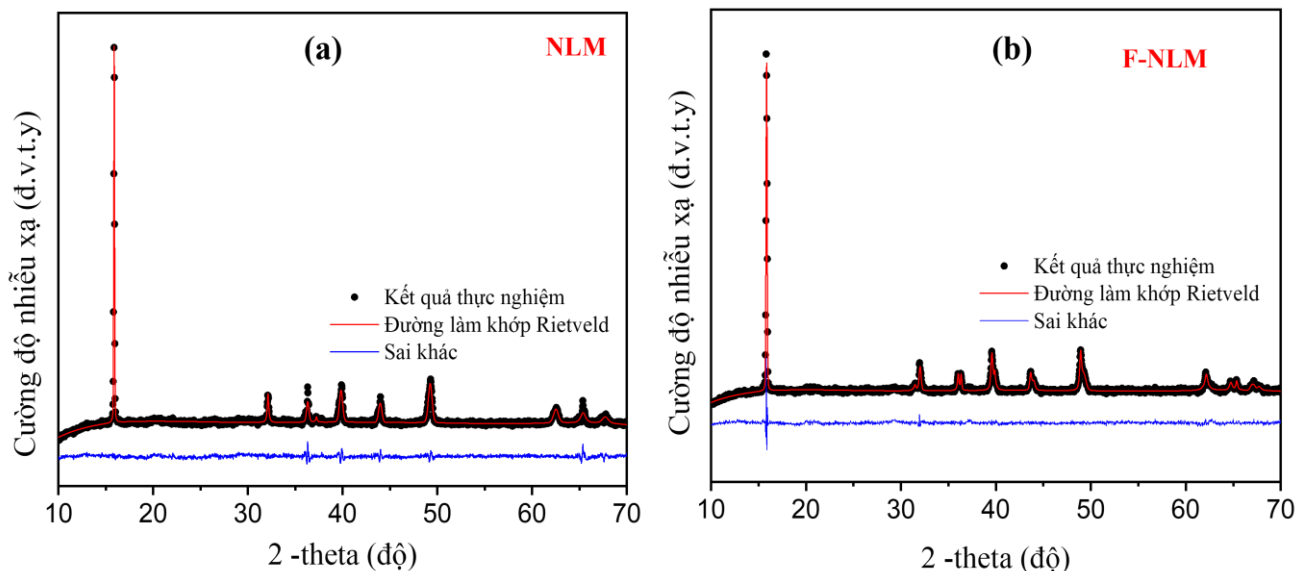 (a)
NLM
Cường độ nhiễu xạ (đ.v.t.y)
Kết quả thực nghiệm
Đường làm khớp Rietveld
Sai khác
10 20 30 40 50 60 70
2 -theta (độ)
(b)
F-NLM
Cường độ nhiễu xạ (đ.v.t.y)
Kết quả thực nghiệm
Đường làm khớp Rietveld
Sai khác
10 20 30 40 50 60 70
2 -theta (độ)